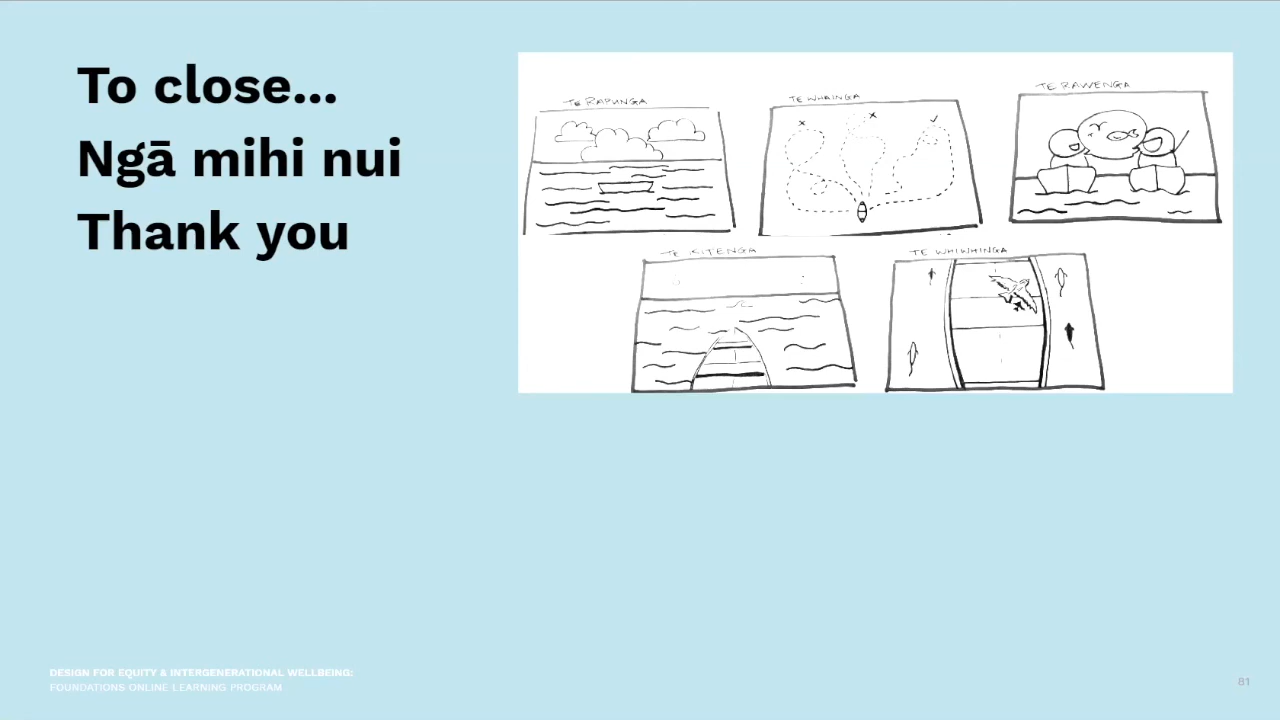 To close...
Ngā mihi nui
Thank you
TE RAPUNGA
TE WHAINGA
TE RAWENGA
TE KITENGA
TE WHIWHINGA
DESIGN FOR EQUITY & INTERGENERATIONAL WELLBEING:
FOUNDATIONS ONLINE LEARNING PROGRAM
81